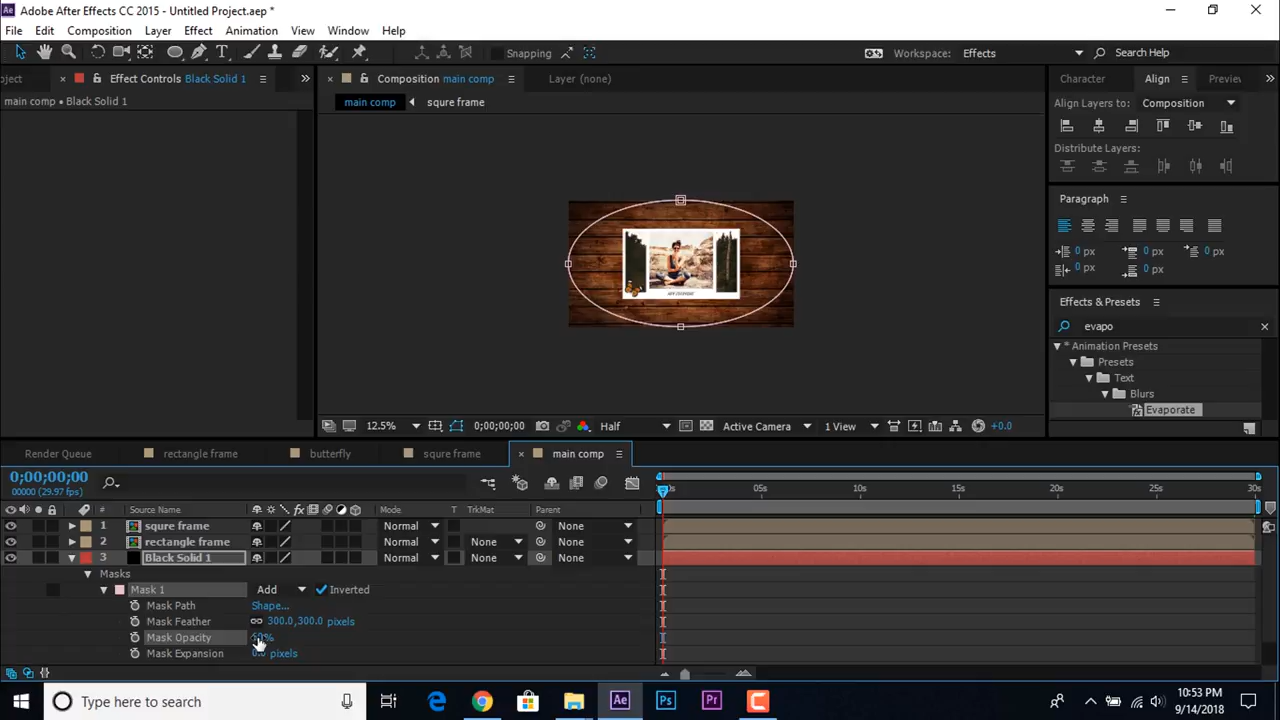 Adobe After Effects CC 2015 - Untitled Project.aep *
File Edit Composition Layer Effect Animation View Window Help
Snapping
Workspace: Effects
Search Help
oject
Effect Controls Black Solid 1
Composition main comp
Layer (none)
Character
Align
Previev
main comp • Black Solid 1
main comp
squre frame
Align Layers to: Composition
Distribute Layers:
Paragraph
0 px 0 px 0 px
0 px 0 px
Effects & Presets
evapo
* Animation Presets
Presets
Text
Blurs
Evaporate
12.5%
0;00;00;00
Half
Active Camera
1 View
+0.0
Render Queue
rectangle frame
butterfly
squre frame
main comp
0;00;00;00
00000 (29.97 fps)
05s 10s 15s 20s 25s 30s
# Source Name Mode T TrkMat Parent
1 squre frame Normal None
2 rectangle frame Normal None None
3 Black Solid 1 Normal None None
Masks
Mask 1 Add Inverted
Mask Path Shape...
Mask Feather 300.0,300.0 pixels
Mask Opacity
Mask Expansion 0.0 pixels
Type here to search
Ae
Ps
Pr
10:53 PM
9/14/2018